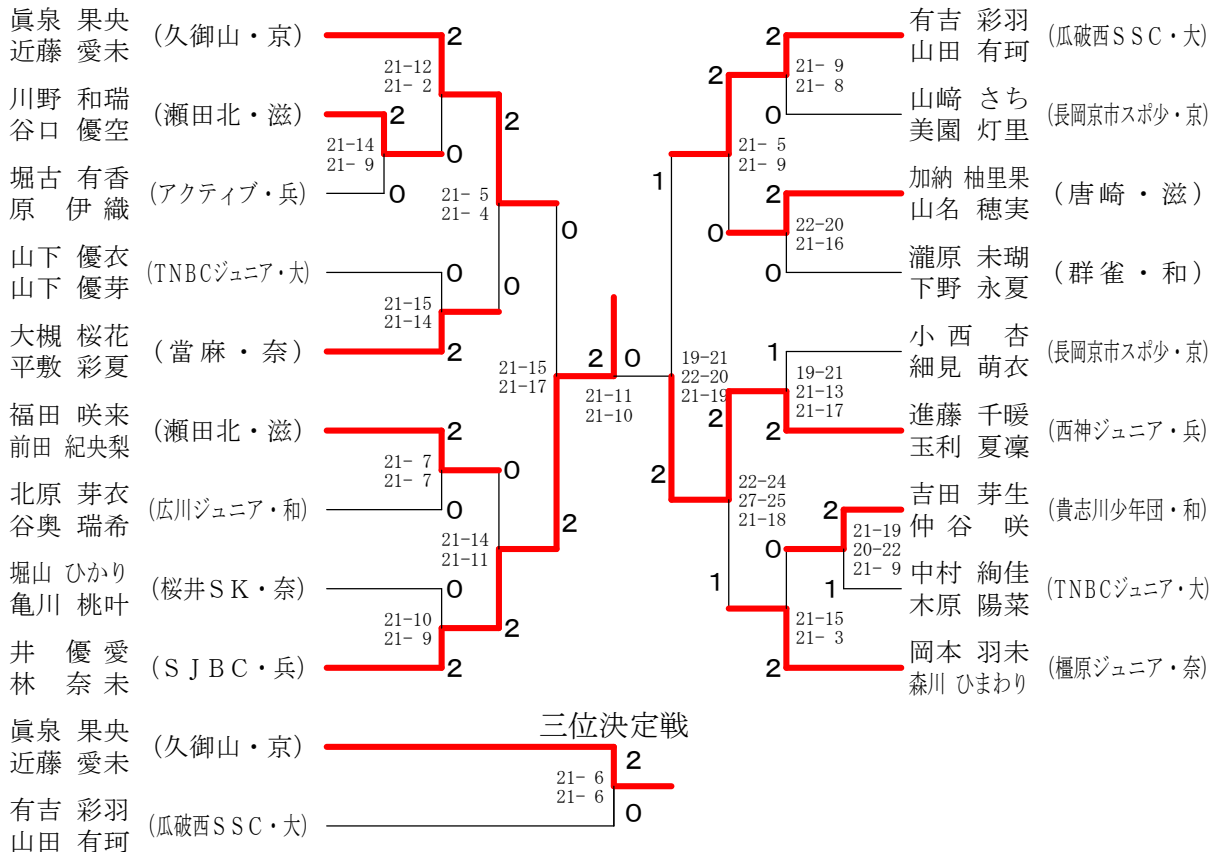 眞泉 果央
近藤 愛未
(久御山・京)
川野 和瑞
谷口 優空
(瀬田北・滋)
堀古 有香
原 伊織
(アクティブ・兵)
山下 優衣
山下 優芽
(TNBCジュニア・大)
大槻 桜花
平敷 彩夏
(當麻・奈)
福田 咲来
前田 紀央梨
(瀬田北・滋)
北原 芽衣
谷奥 瑞希
(広川ジュニア・和)
堀山 ひかり
亀川 桃叶
(桜井SK・奈)
井 優愛
林 奈未
(SJBC・兵)
2
21-12
21- 2
2
2
0
21-14
21- 9
0
21- 5
21- 4
0
0
0
21-15
21-14
2
21-15
21-17
2
0
21-11
21-10
2
21- 7
21- 7
0
0
2
21-14
21-11
0
21-10
21- 9
2
2
有吉 彩羽
山田 有珂
(瓜破西SSC・大)
山﨑 さち
美園 灯里
(長岡京市スポ少・京)
加納 柚里果
山名 穂実
(唐崎・滋)
瀧原 未瑚
下野 永夏
(群雀・和)
小西 杏
細見 萌衣
(長岡京市スポ少・京)
進藤 千暖
玉利 夏凜
(西神ジュニア・兵)
吉田 芽生
仲谷 咲
(貴志川少年団・和)
中村 絢佳
木原 陽菜
(TNBCジュニア・大)
岡本 羽未
森川 ひまわり
(橿原ジュニア・奈)
2
2
21- 9
21- 8
0
21- 5
21- 9
1
2
0
22-20
21-16
0
19-21
22-20
21-19
1
19-21
21-13
21-17
2
2
2
22-24
27-25
21-18
2
0
21-19
20-22
21- 9
1
1
21-15
21- 3
2
三位決定戦
眞泉 果央
近藤 愛未
(久御山・京)
2
21- 6
21- 6
0
有吉 彩羽
山田 有珂
(瓜破西SSC・大)